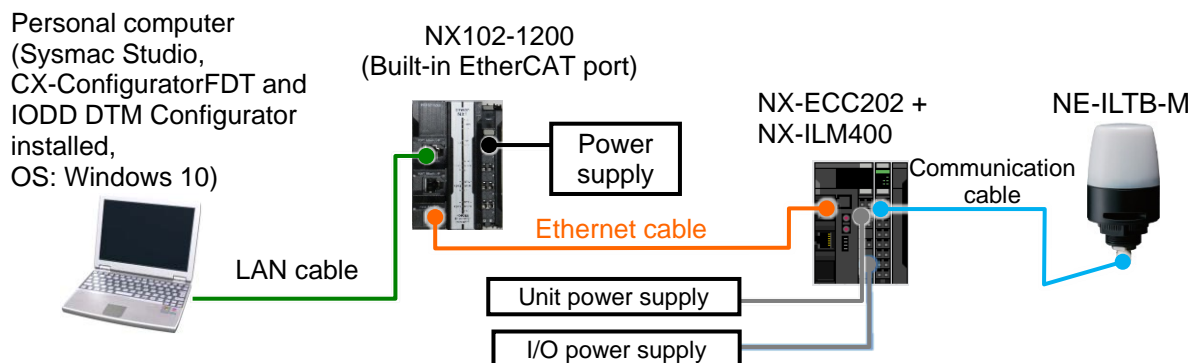 Personal computer
(Sysmac Studio,
CX-ConfiguratorFDT and
IODD DTM Configurator
installed,
OS: Windows 10)
NX102-1200
(Built-in EtherCAT port)
NX-ECC202 +
NX-ILM400
NE-ILTB-M
Power
supply
Communication
cable
Ethernet cable
LAN cable
Unit power supply
I/O power supply